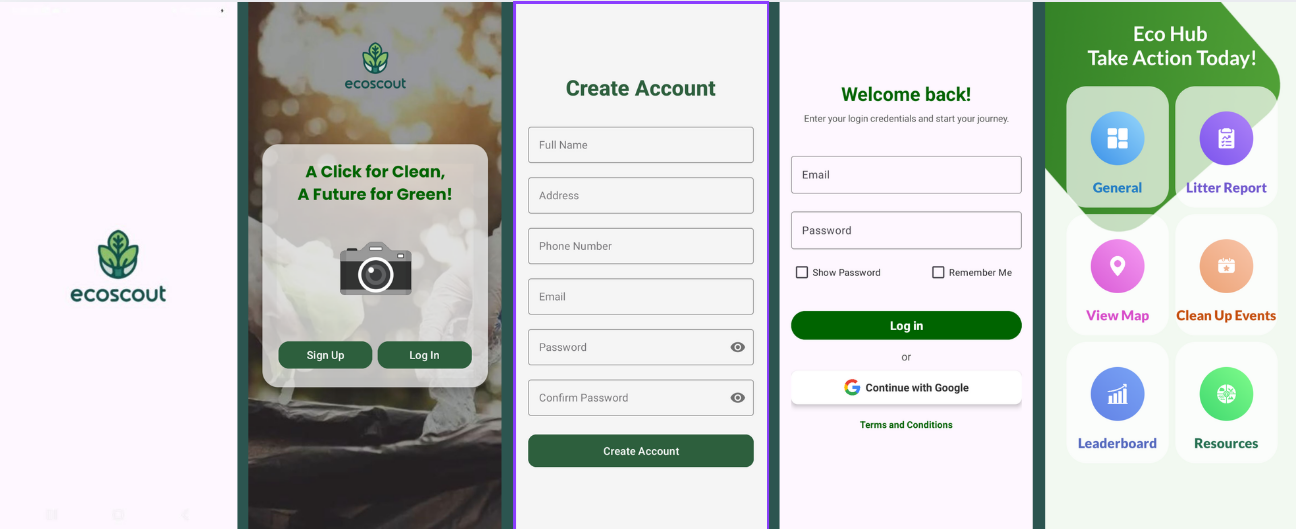 ecoscout
ecoscout
A Click for Clean,
A Future for Green!
Sign Up
Log In
Create Account
Full Name
Address
Phone Number
Email
Password
Confirm Password
Create Account
Welcome back!
Enter your login credentials and start your journey.
Email
Password
Show Password
Remember Me
Log in
or
Continue with Google
Terms and Conditions
Eco Hub
Take Action Today!
General
Litter Report
View Map
Clean Up Events
Leaderboard
Resources